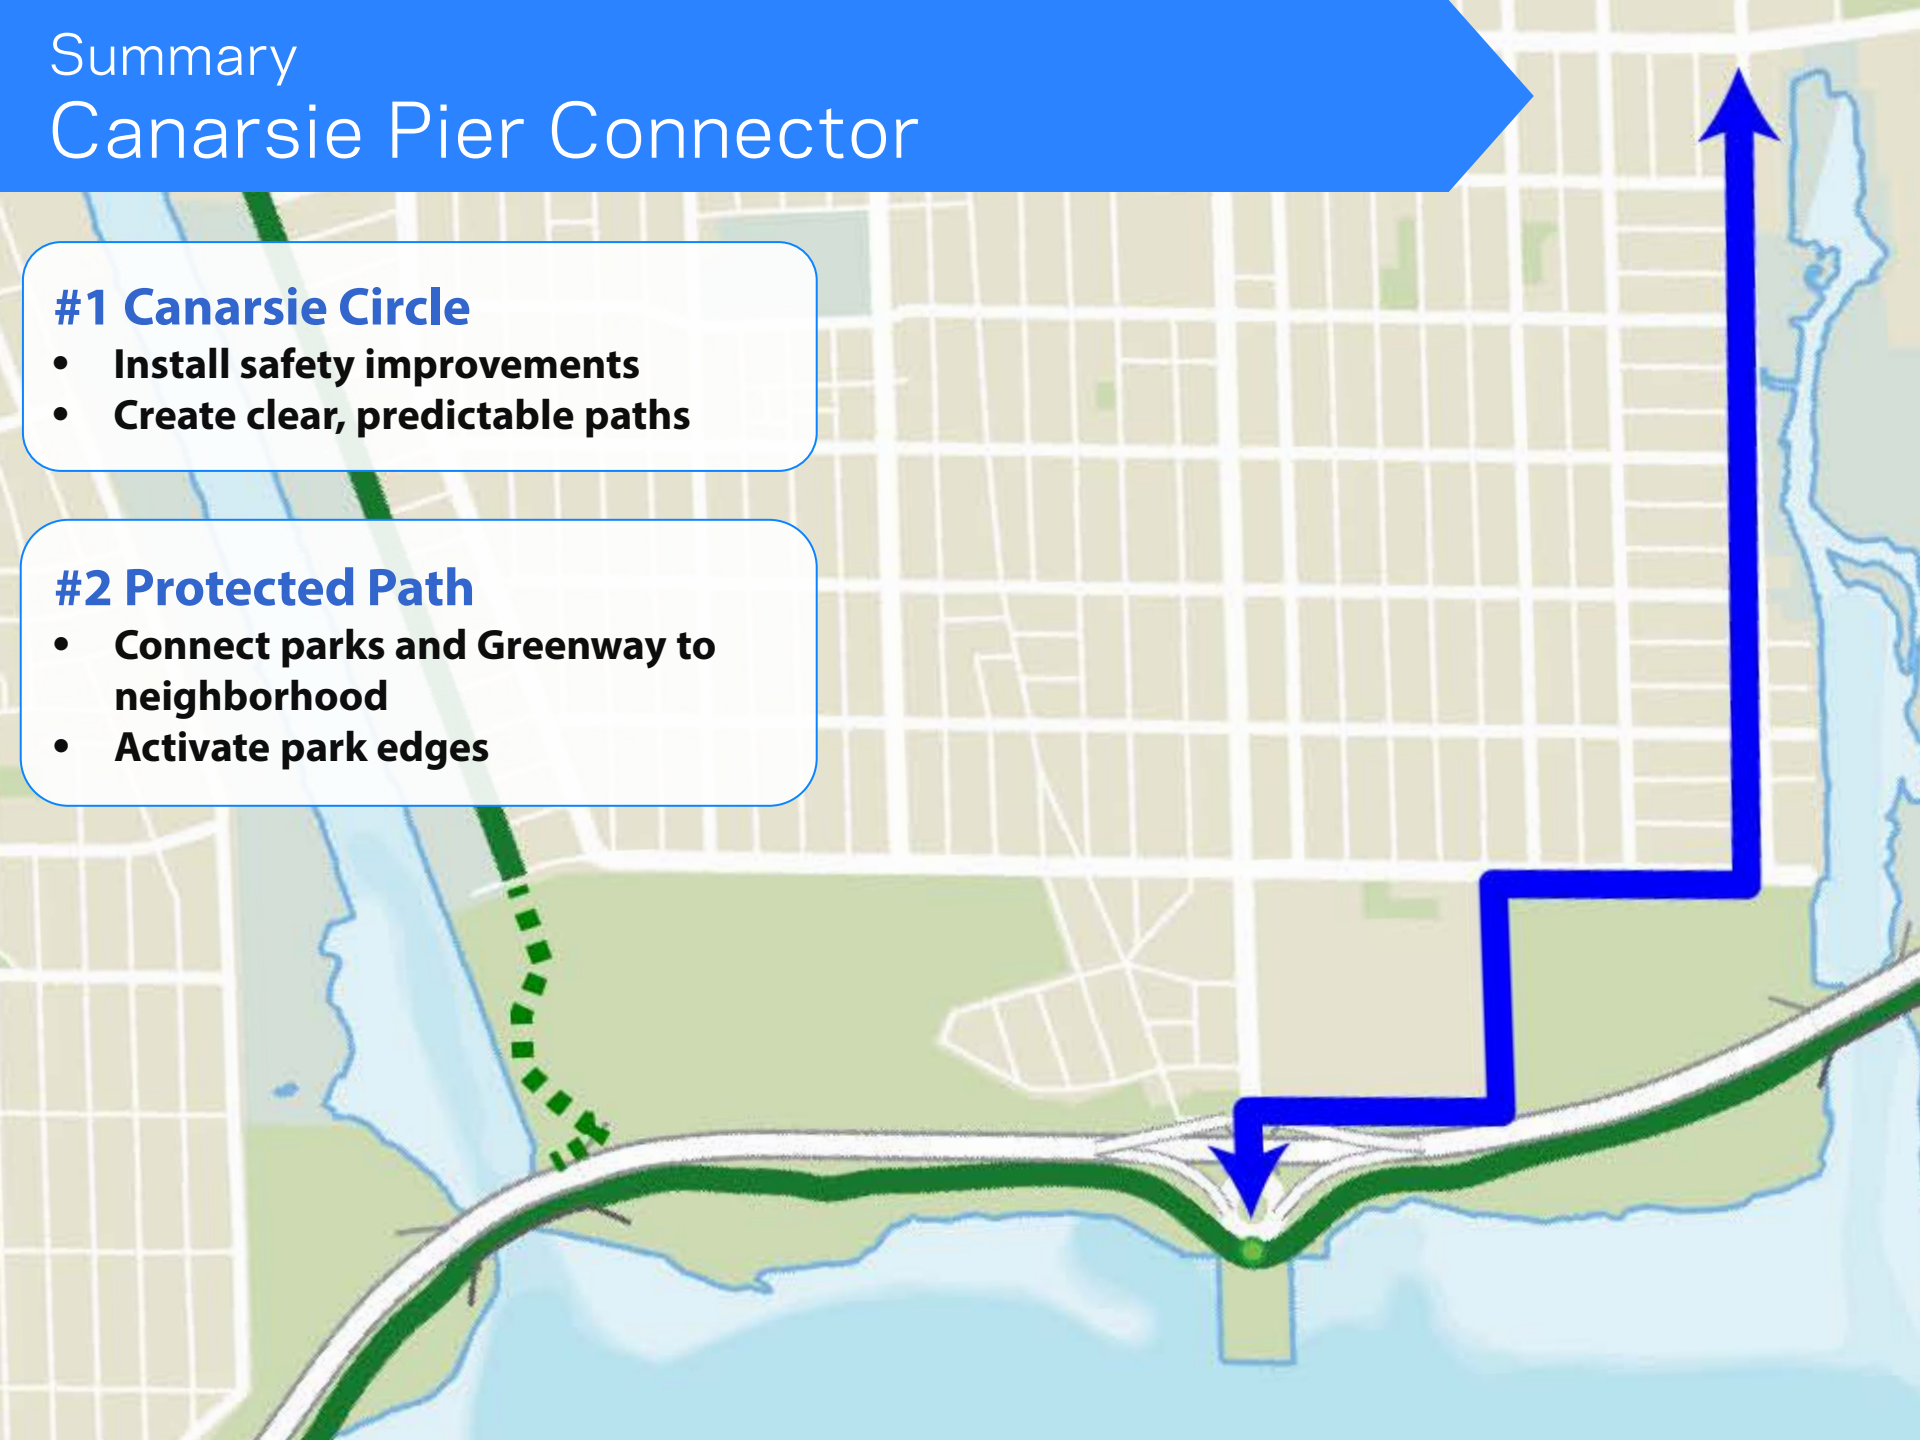 Summary
Canarsie Pier Connector
#1 Canarsie Circle
• Install safety improvements
• Create clear, predictable paths
#2 Protected Path
• Connect parks and Greenway to
neighborhood
• Activate park edges